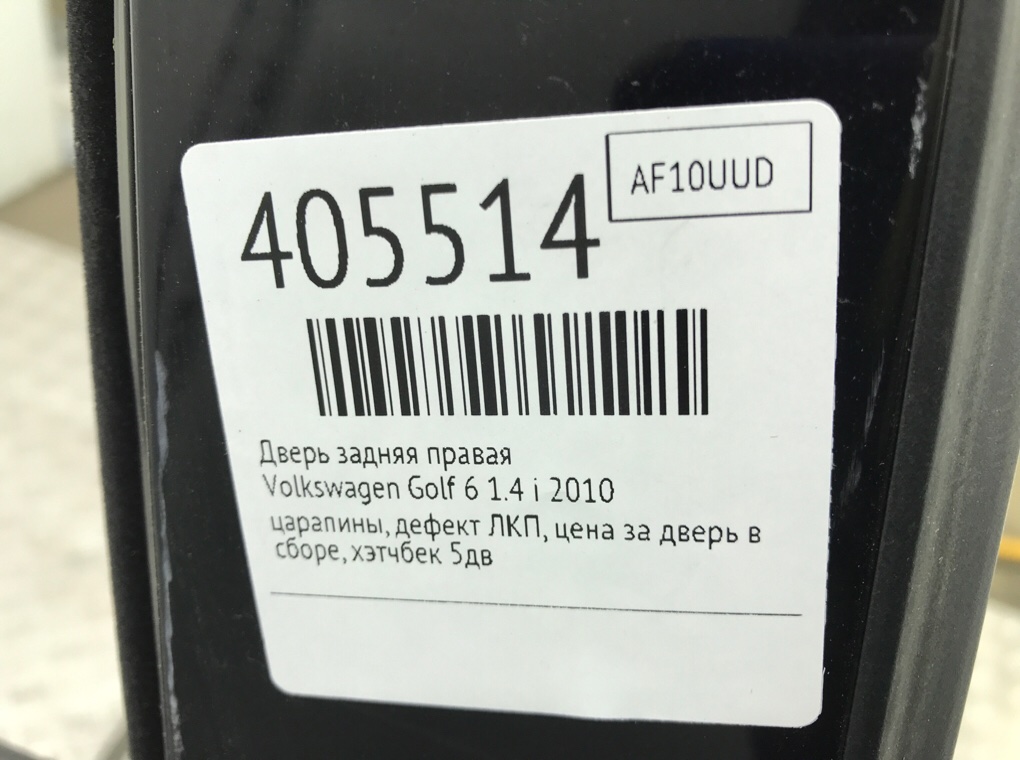 AF10UUD
405514
Дверь задняя правая
Volkswagen Golf 6 1.4 i 2010
царапины, дефект ЛКП, цена за дверь в
сборе, хэтчбек 5дв